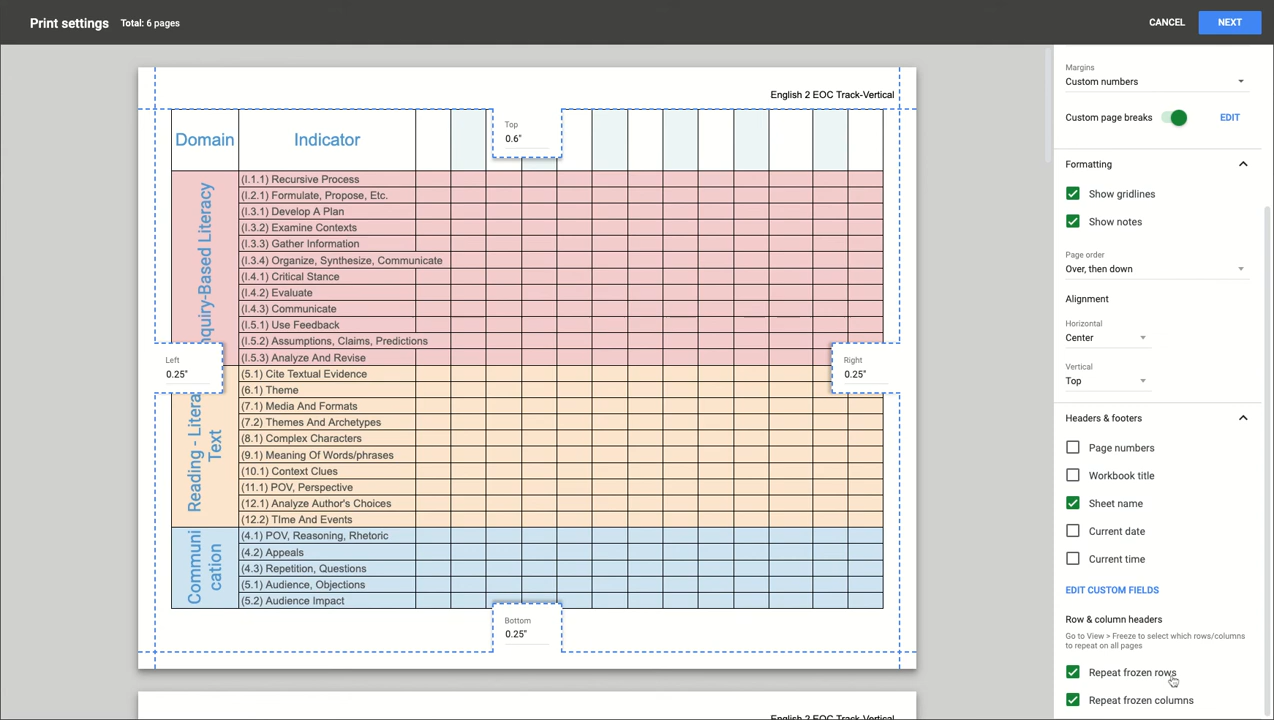 Print settings Total: 6 pages CANCEL NEXT
English 2 EOC Track-Vertical
Domain Indicator
Top
0.6"
Inquiry-Based Literacy
(I.1.1) Recursive Process
(I.2.1) Formulate, Propose, Etc.
(I.3.1) Develop A Plan
(I.3.2) Examine Contexts
(I.3.3) Gather Information
(I.3.4) Organize, Synthesize, Communicate
(I.4.1) Critical Stance
(I.4.2) Evaluate
(I.4.3) Communicate
(I.5.1) Use Feedback
(I.5.2) Assumptions, Claims, Predictions
(I.5.3) Analyze And Revise
Left
0.25"
Right
0.25"
Reading - Litera
Text
(5.1) Cite Textual Evidence
(6.1) Theme
(7.1) Media And Formats
(7.2) Themes And Archetypes
(8.1) Complex Characters
(9.1) Meaning Of Words/phrases
(10.1) Context Clues
(11.1) POV, Perspective
(12.1) Analyze Author's Choices
(12.2) TIme And Events
Communi
cation
(4.1) POV, Reasoning, Rhetoric
(4.2) Appeals
(4.3) Repetition, Questions
(5.1) Audience, Objections
(5.2) Audience Impact
Bottom
0.25"
English 2 EOC Track-Vertical
Margins
Custom numbers
Custom page breaks EDIT
Formatting
Show gridlines
Show notes
Page order
Over, then down
Alignment
Horizontal
Center
Vertical
Top
Headers & footers
Page numbers
Workbook title
Sheet name
Current date
Current time
EDIT CUSTOM FIELDS
Row & column headers
Go to View > Freeze to select which rows/columns
to repeat on all pages
Repeat frozen rows
Repeat frozen columns